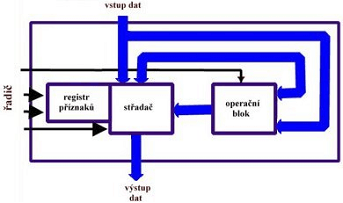 vstup dat
řadič
registr
příznaků
střadač
operační
blok
výstup
dat